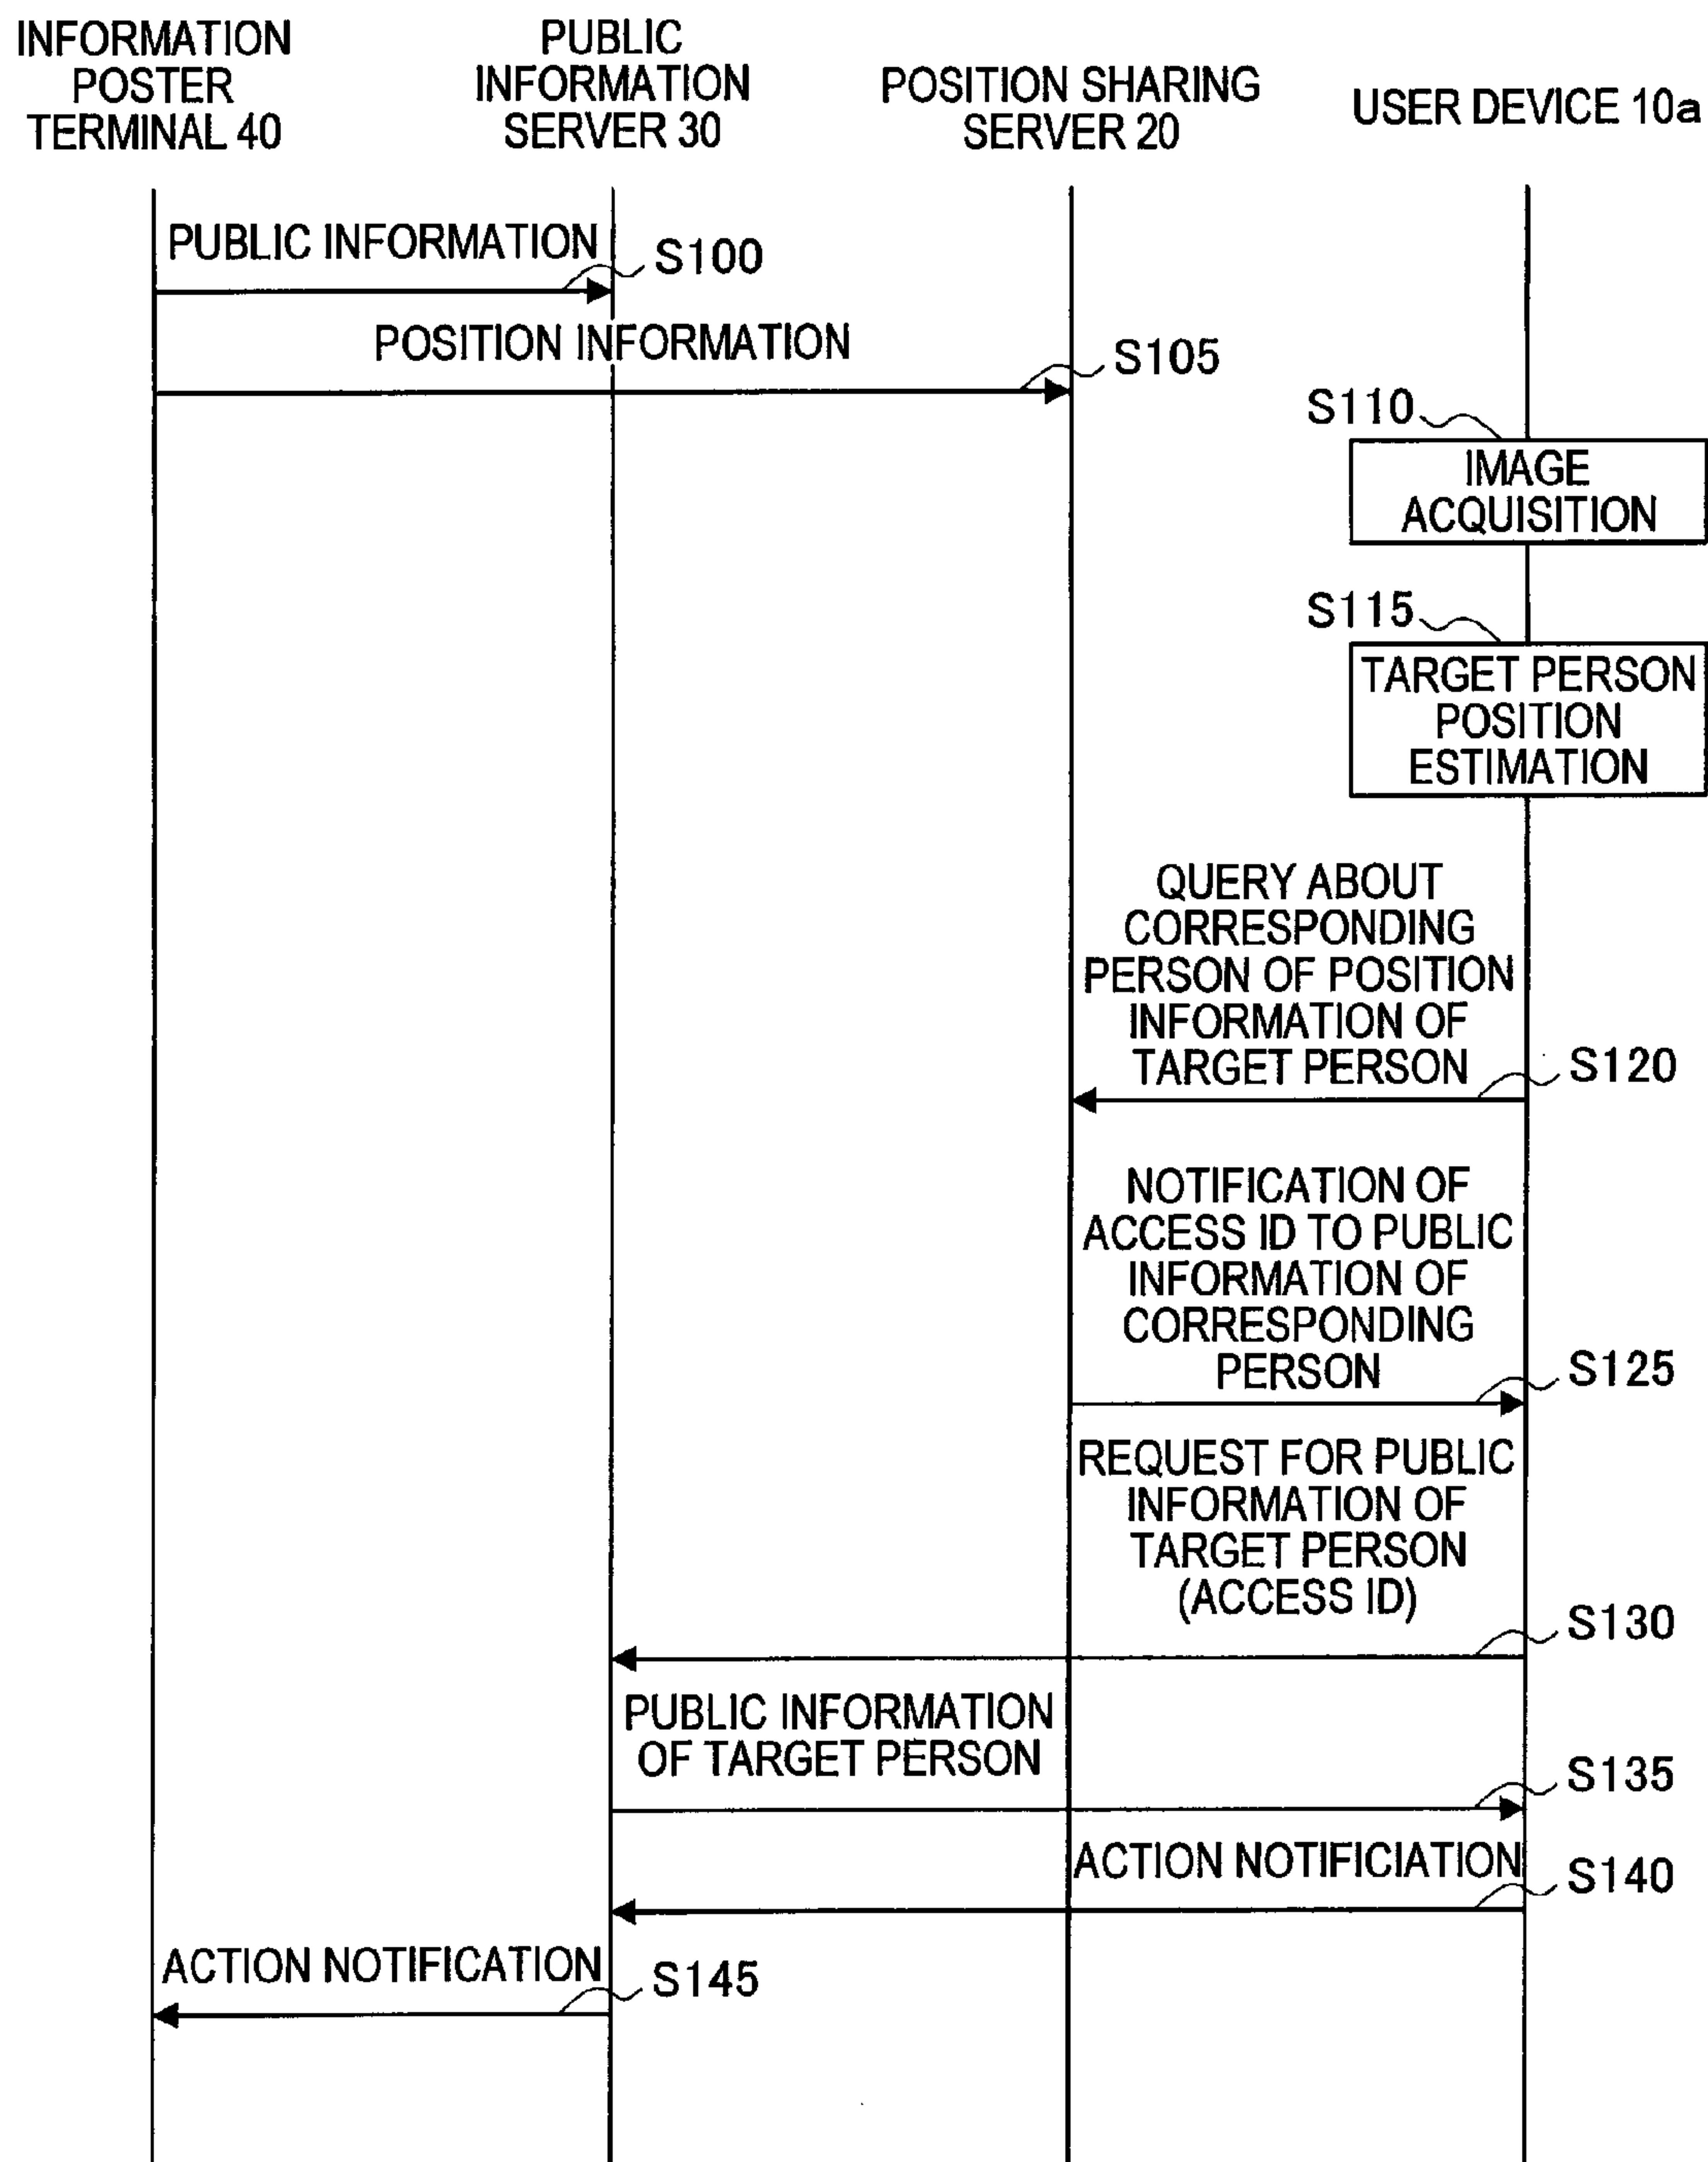 INFORMATION
POSTER
TERMINAL 40
PUBLIC
INFORMATION
SERVER 30
POSITION SHARING
SERVER 20
USER DEVICE 10a
PUBLIC INFORMATION
S100
POSITION INFORMATION
S105
S110
IMAGE
ACQUISITION
S115
TARGET PERSON
POSITION
ESTIMATION
QUERY ABOUT
CORRESPONDING
PERSON OF POSITION
INFORMATION OF
TARGET PERSON
S120
NOTIFICATION OF
ACCESS ID TO PUBLIC
INFORMATION OF
CORRESPONDING
PERSON
S125
REQUEST FOR PUBLIC
INFORMATION OF
TARGET PERSON
(ACCESS ID)
S130
PUBLIC INFORMATION
OF TARGET PERSON
S135
ACTION NOTIFICIATION
S140
ACTION NOTIFICATION
S145